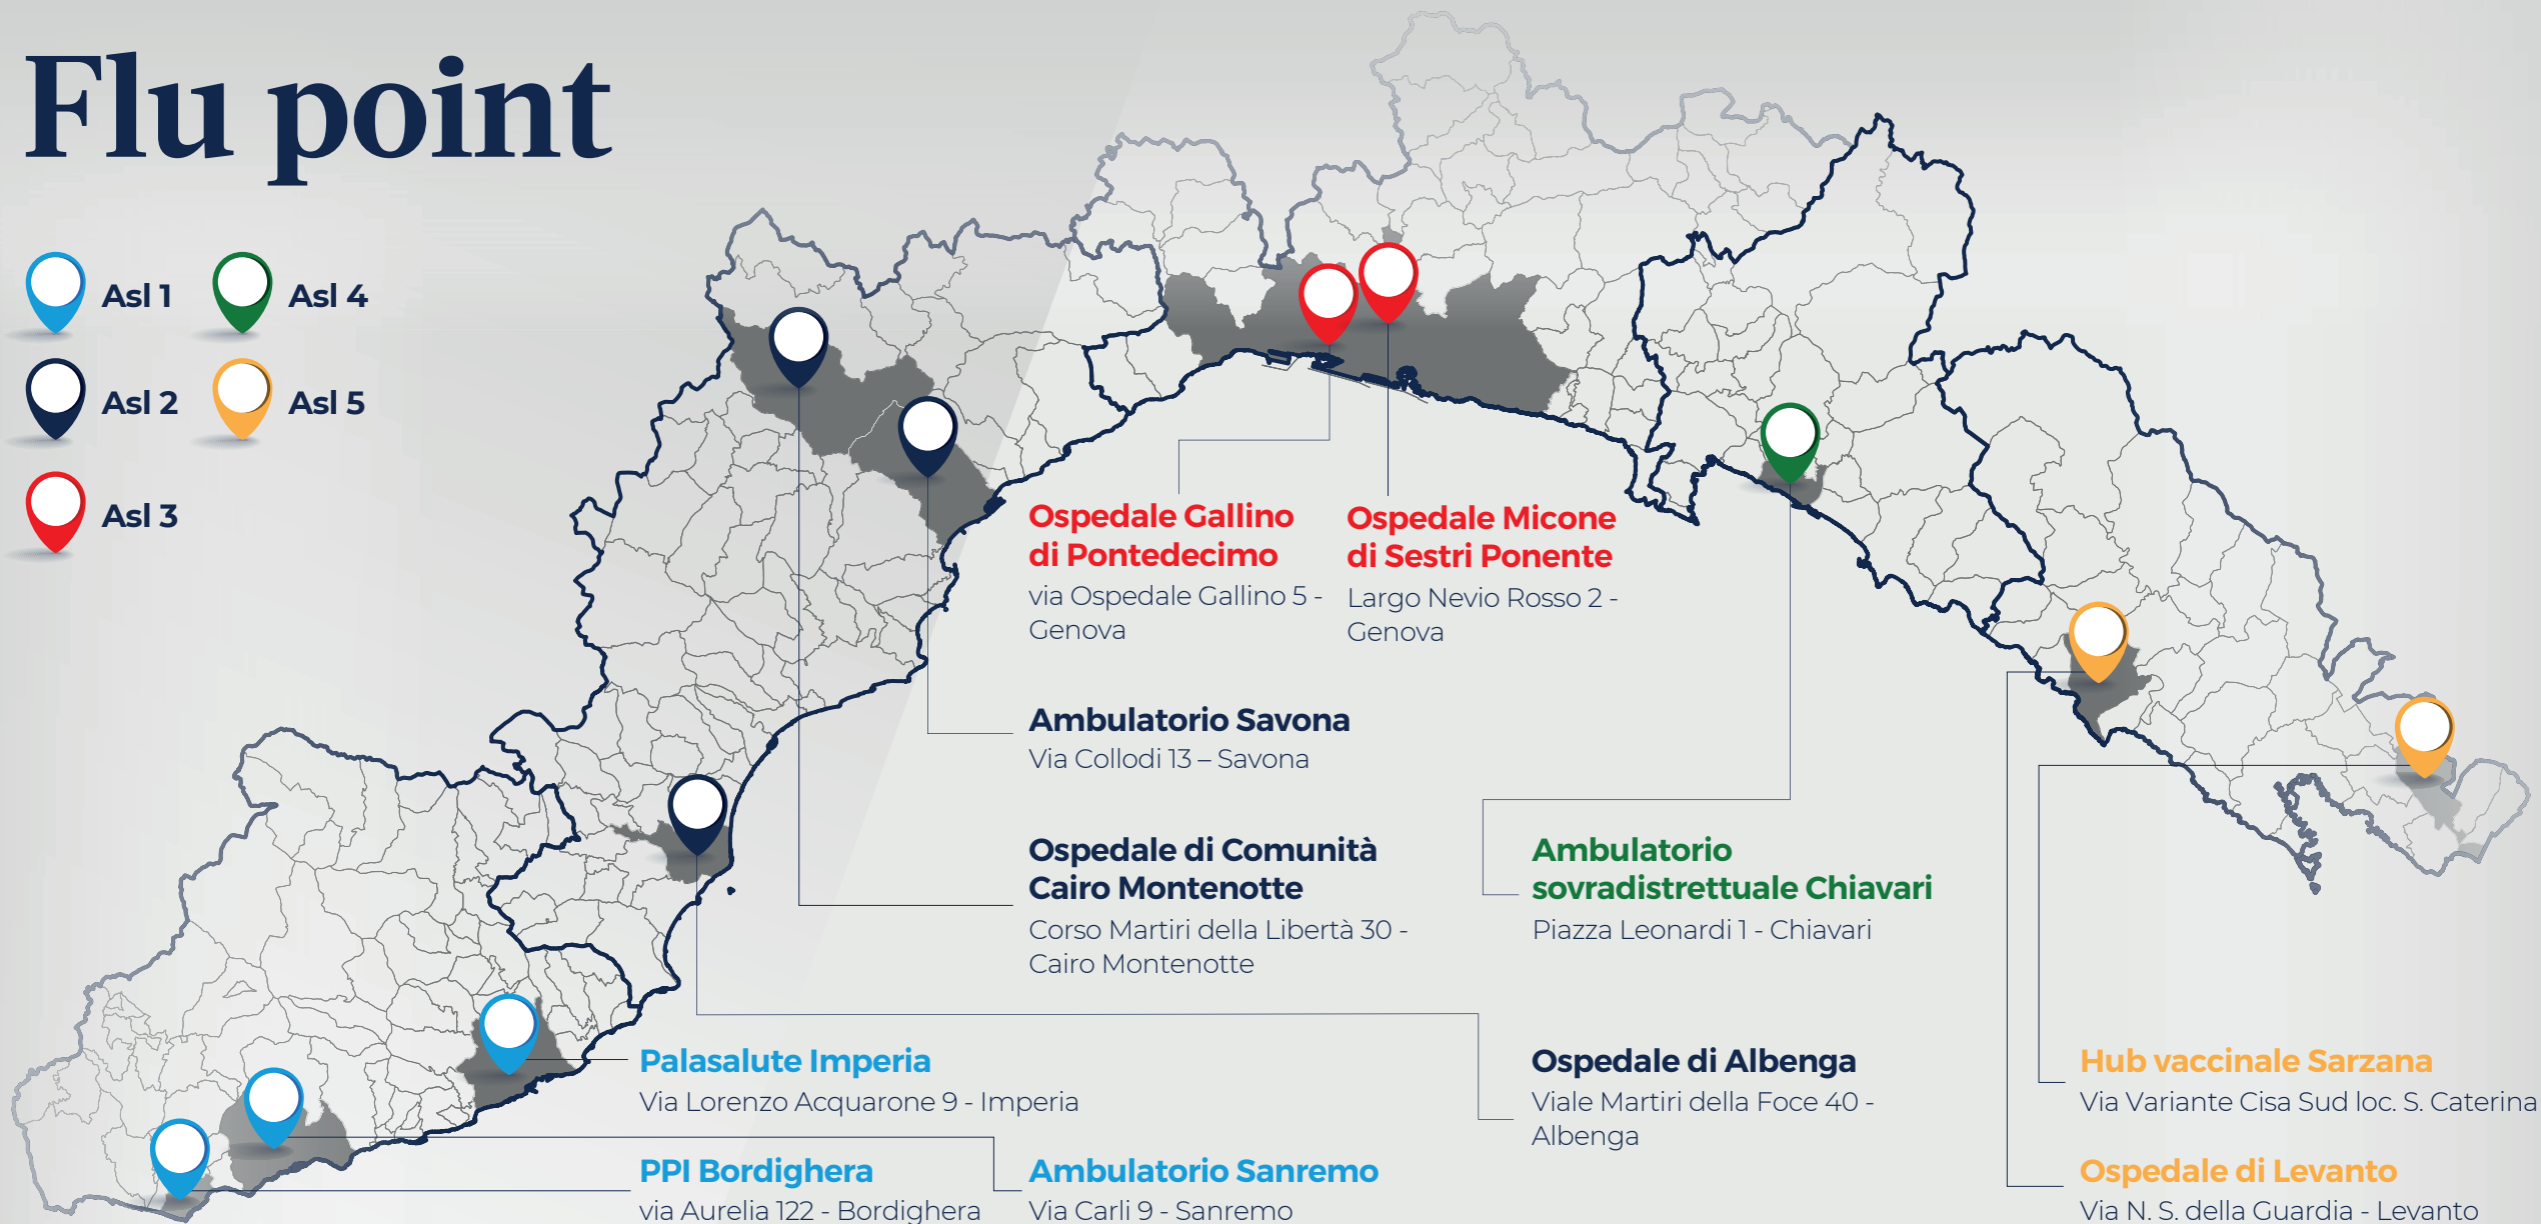 Flu point
Asl 1
Asl 4
Asl 2
Asl 5
Asl 3
Ospedale Gallino
di Pontedecimo
via Ospedale Gallino 5 -
Genova
Ospedale Micone
di Sestri Ponente
Largo Nevio Rosso 2 -
Genova
Ambulatorio Savona
Via Collodi 13 – Savona
Ospedale di Comunità
Cairo Montenotte
Corso Martiri della Libertà 30 -
Cairo Montenotte
Ambulatorio
sovradistrettuale Chiavari
Piazza Leonardi 1 - Chiavari
Palasalute Imperia
Via Lorenzo Acquarone 9 - Imperia
Ospedale di Albenga
Viale Martiri della Foce 40 -
Albenga
Hub vaccinale Sarzana
Via Variante Cisa Sud loc. S. Caterina
PPI Bordighera
via Aurelia 122 - Bordighera
Ambulatorio Sanremo
Via Carli 9 - Sanremo
Ospedale di Levanto
Via N. S. della Guardia - Levanto